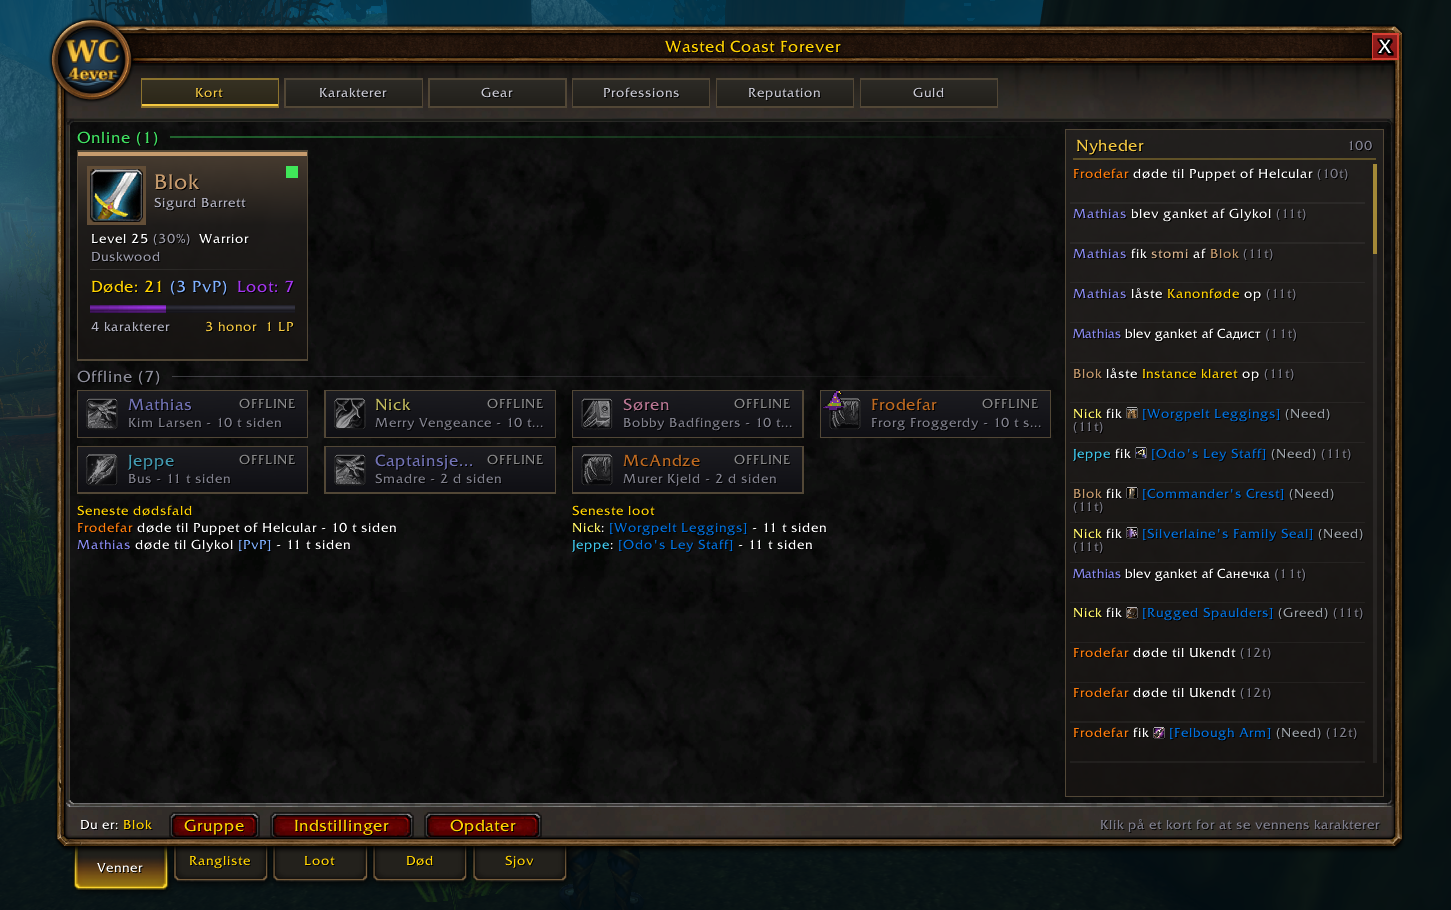 WC
4ever
Wasted Coast Forever
X
Kort
Karakterer
Gear
Professions
Reputation
Guld
Online (1)
Blok
Sigurd Barrett
Level 25 (30%) Warrior
Duskwood
Døde: 21 (3 PvP) Loot: 7
4 karakterer 3 honor 1 LP
Offline (7)
Mathias OFFLINE
Kim Larsen - 10 t siden
Nick OFFLINE
Merry Vengeance - 10 t...
Søren OFFLINE
Bobby Badfingers - 10 t...
Frodefar OFFLINE
Frorg Froggerdy - 10 t s...
Jeppe OFFLINE
Bus - 11 t siden
Captainsje... OFFLINE
Smadre - 2 d siden
McAndze OFFLINE
Murer Kjeld - 2 d siden
Seneste dødsfald
Frodefar døde til Puppet of Helcular - 10 t siden
Mathias døde til Glykol [PvP] - 11 t siden
Seneste loot
Nick: [Worgpelt Leggings] - 11 t siden
Jeppe: [Odo's Ley Staff] - 11 t siden
Nyheder 100
Frodefar døde til Puppet of Helcular (10t)
Mathias blev ganket af Glykol (11t)
Mathias fik stomi af Blok (11t)
Mathias låste Kanonføde op (11t)
Mathias blev ganket af Садист (11t)
Blok låste Instance klaret op (11t)
Nick fik [Worgpelt Leggings] (Need)
(11t)
Jeppe fik [Odo's Ley Staff] (Need) (11t)
Blok fik [Commander's Crest] (Need)
(11t)
Nick fik [Silverlaine's Family Seal] (Need)
(11t)
Mathias blev ganket af Санечка (11t)
Nick fik [Rugged Spaulders] (Greed) (11t)
Frodefar døde til Ukendt (12t)
Frodefar døde til Ukendt (12t)
Frodefar fik [Felbough Arm] (Need) (12t)
Du er: Blok
Gruppe
Indstillinger
Opdater
Klik på et kort for at se vennens karakterer
Venner
Rangliste
Loot
Død
Sjov